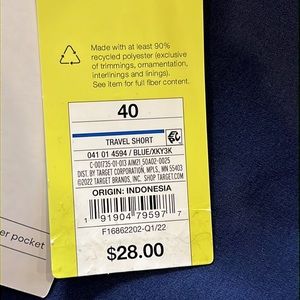 Made with at least 90%
recycled polyester (exclusive
of trimmings, ornamentation,
interlinings and linings).
See item for full fiber content.
40
TRAVEL SHORT
041 01 4594 / BLUE/XKY3K
C-001735-01-013 AIM21 50A02-0025
DIST. BY TARGET CORPORATION, MPLS, MN 55403
©2022 TARGET BRANDS, INC. SHOP TARGET.COM
ORIGIN: INDONESIA
1 91904 79597 7
F16862202-Q1/22
$28.00
er pocket